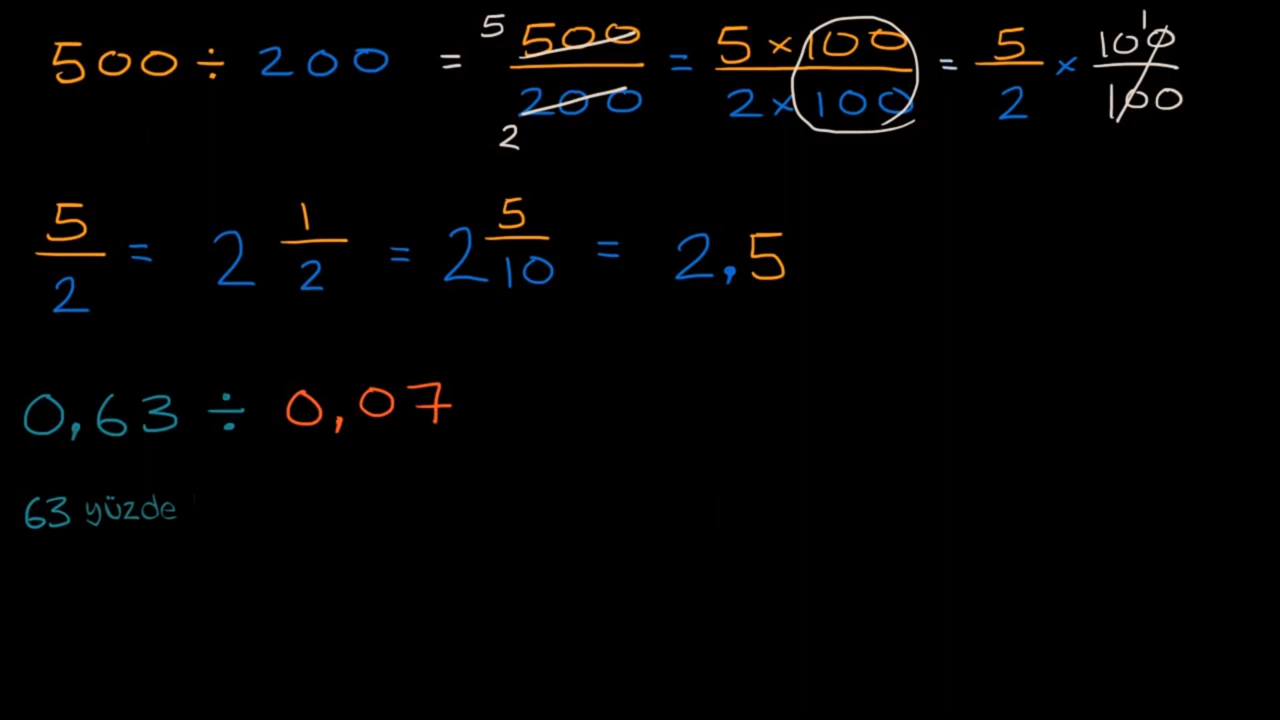 500 ÷ 200 = 5 500/200 2 = 5×100/2×100 = 5/2 × 100/100 1
5/2 = 2 1/2 = 2 5/10 = 2,5
0,63 ÷ 0,07
63 yüzde